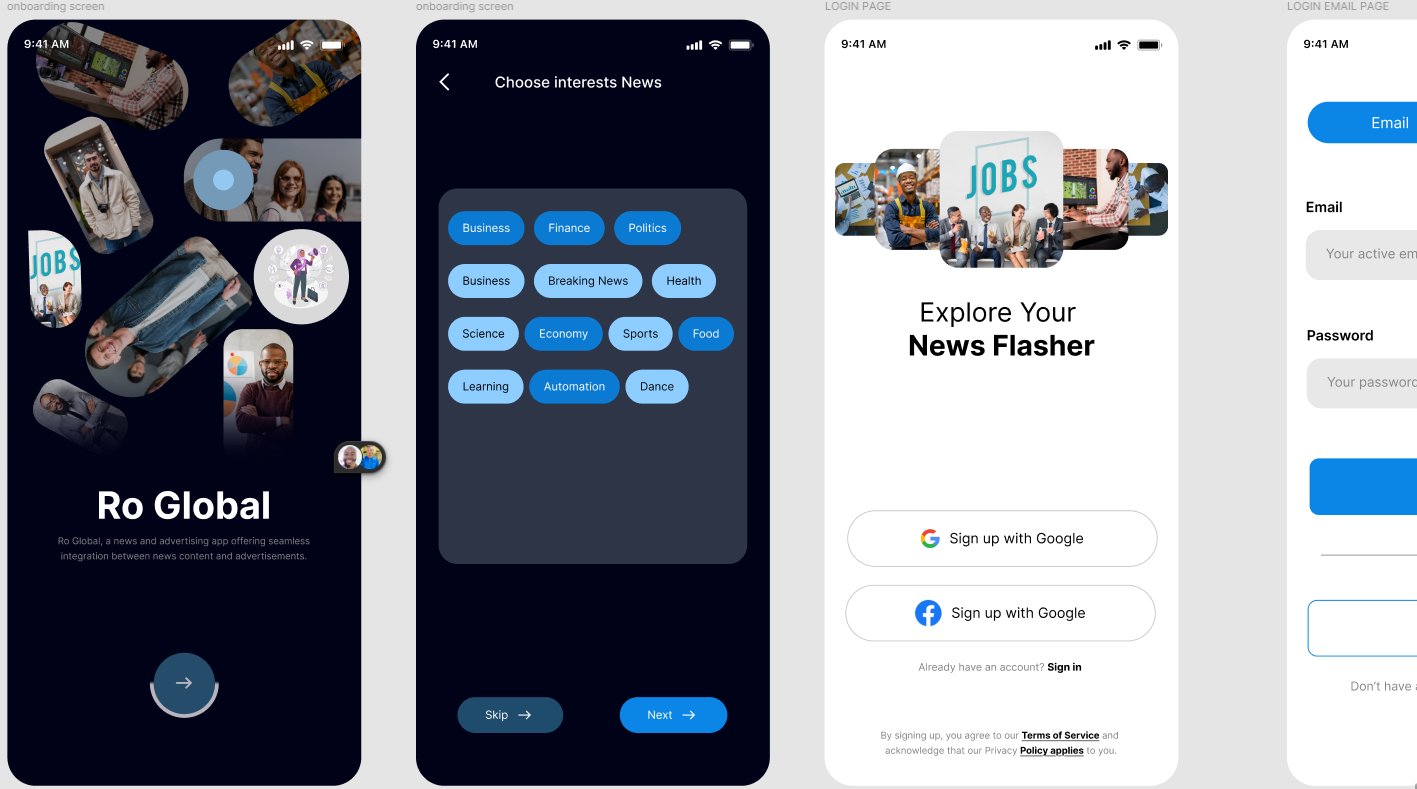 onboarding screen
9:41 AM
JOBS
Ro Global
Ro Global, a news and advertising app offering seamless
integration between news content and advertisements.
onboarding screen
9:41 AM
Choose interests News
Business Finance Politics
Business Breaking News Health
Science Economy Sports Food
Learning Automation Dance
Skip Next
LOGIN PAGE
9:41 AM
JOBS
Explore Your
News Flasher
Sign up with Google
Sign up with Google
Already have an account? Sign in
By signing up, you agree to our Terms of Service and
acknowledge that our Privacy Policy applies to you.
LOGIN EMAIL PAGE
9:41 AM
Email
Email
Your active em
Password
Your password
Don't have a